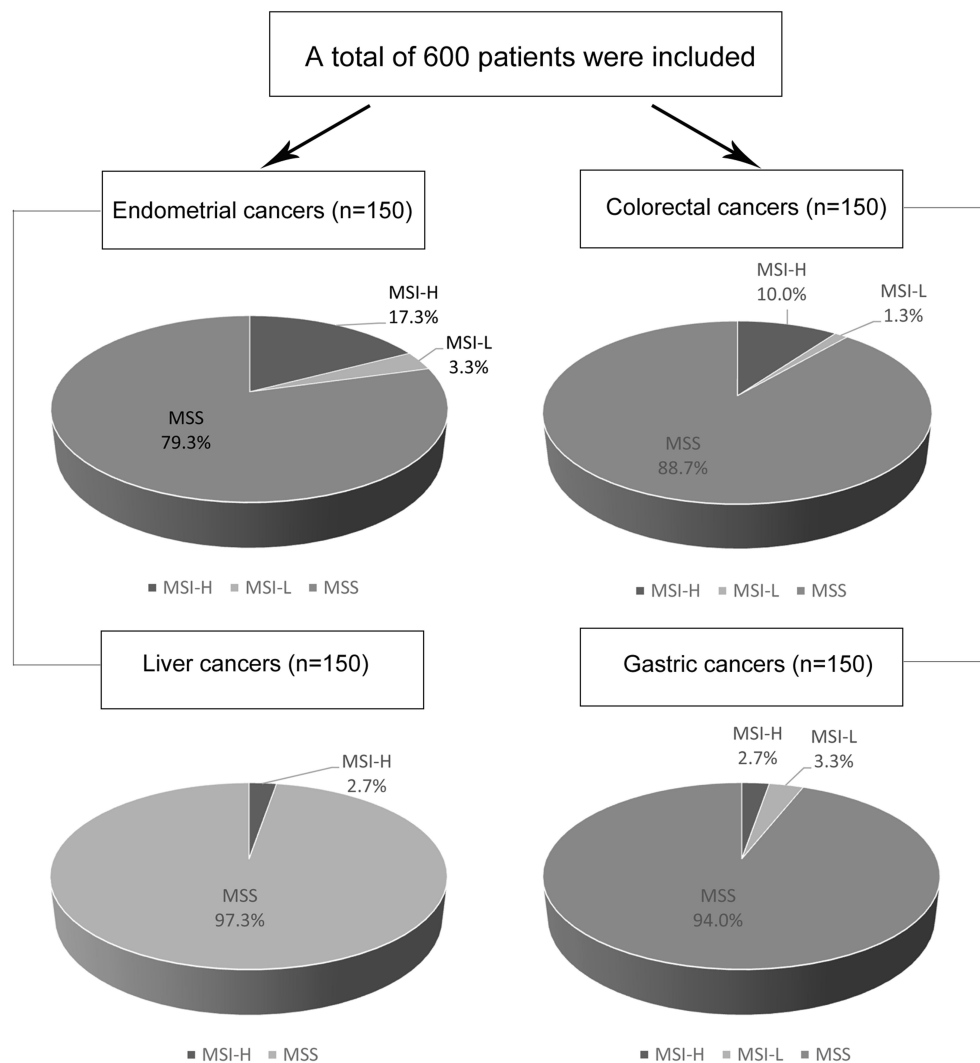 A total of 600 patients were included
Endometrial cancers (n=150)
Colorectal cancers (n=150)
MSI-H
17.3%
MSI-L
3.3%
MSS
79.3%
MSI-H
10.0%
MSI-L
1.3%
MSS
88.7%
MSI-H MSI-L MSS
MSI-H MSI-L MSS
Liver cancers (n=150)
Gastric cancers (n=150)
MSI-H
2.7%
MSS
97.3%
MSI-H
2.7%
MSI-L
3.3%
MSS
94.0%
MSI-H MSS
MSI-H MSI-L MSS